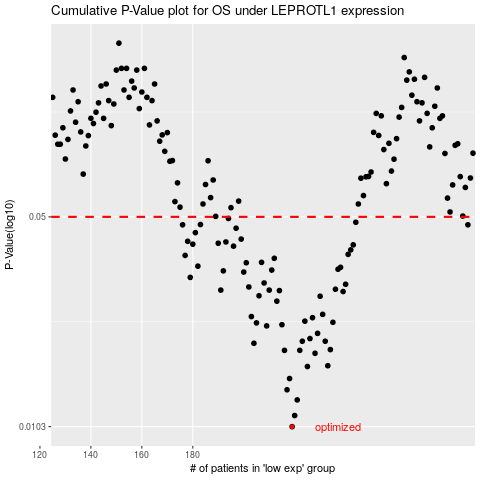 Cumulative P-Value plot for OS under LEPROTL1 expression
P-Value(log10)
0.05
0.0103
optimized
120 140 160 180
# of patients in 'low exp' group